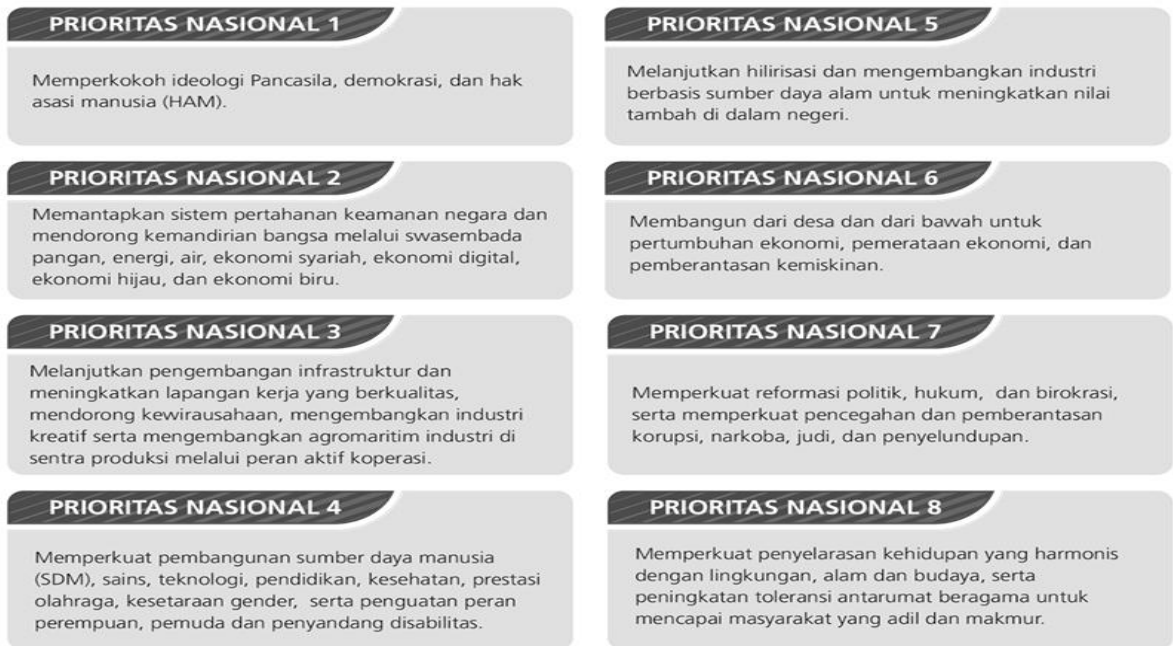 PRIORITAS NASIONAL 1
Memperkokoh ideologi Pancasila, demokrasi, dan hak
asasi manusia (HAM).
PRIORITAS NASIONAL 2
Memantapkan sistem pertahanan keamanan negara dan
mendorong kemandirian bangsa melalui swasembada
pangan, energi, air, ekonomi syariah, ekonomi digital,
ekonomi hijau, dan ekonomi biru.
PRIORITAS NASIONAL 3
Melanjutkan pengembangan infrastruktur dan
meningkatkan lapangan kerja yang berkualitas,
mendorong kewirausahaan, mengembangkan industri
kreatif serta mengembangkan agromaritim industri di
sentra produksi melalui peran aktif koperasi.
PRIORITAS NASIONAL 4
Memperkuat pembangunan sumber daya manusia
(SDM), sains, teknologi, pendidikan, kesehatan, prestasi
olahraga, kesetaraan gender, serta penguatan peran
perempuan, pemuda dan penyandang disabilitas.
PRIORITAS NASIONAL 5
Melanjutkan hilirisasi dan mengembangkan industri
berbasis sumber daya alam untuk meningkatkan nilai
tambah di dalam negeri.
PRIORITAS NASIONAL 6
Membangun dari desa dan dari bawah untuk
pertumbuhan ekonomi, pemerataan ekonomi, dan
pemberantasan kemiskinan.
PRIORITAS NASIONAL 7
Memperkuat reformasi politik, hukum, dan birokrasi,
serta memperkuat pencegahan dan pemberantasan
korupsi, narkoba, judi, dan penyelundupan.
PRIORITAS NASIONAL 8
Memperkuat penyelarasan kehidupan yang harmonis
dengan lingkungan, alam dan budaya, serta
peningkatan toleransi antarumat beragama untuk
mencapai masyarakat yang adil dan makmur.